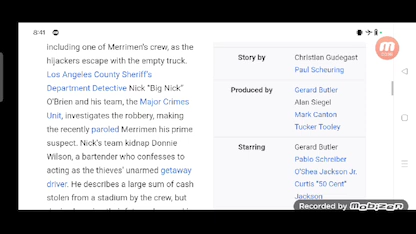 8:41
including one of Merrimen's crew, as the
hijackers escape with the empty truck.
Los Angeles County Sheriff's
Department Detective Nick "Big Nick"
O'Brien and his team, the Major Crimes
Unit, investigates the robbery, making
the recently paroled Merrimen his prime
suspect. Nick's team kidnap Donnie
Wilson, a bartender who confesses to
acting as the thieves' unarmed getaway
driver. He describes a large sum of cash
stolen from a stadium by the crew, but
Story by
Christian Gudegast
Paul Scheuring
Produced by
Gerard Butler
Alan Siegel
Mark Canton
Tucker Tooley
Starring
Gerard Butler
Pablo Schreiber
O'Shea Jackson Jr.
Curtis "50 Cent"
Jackson
Recorded by mobizen